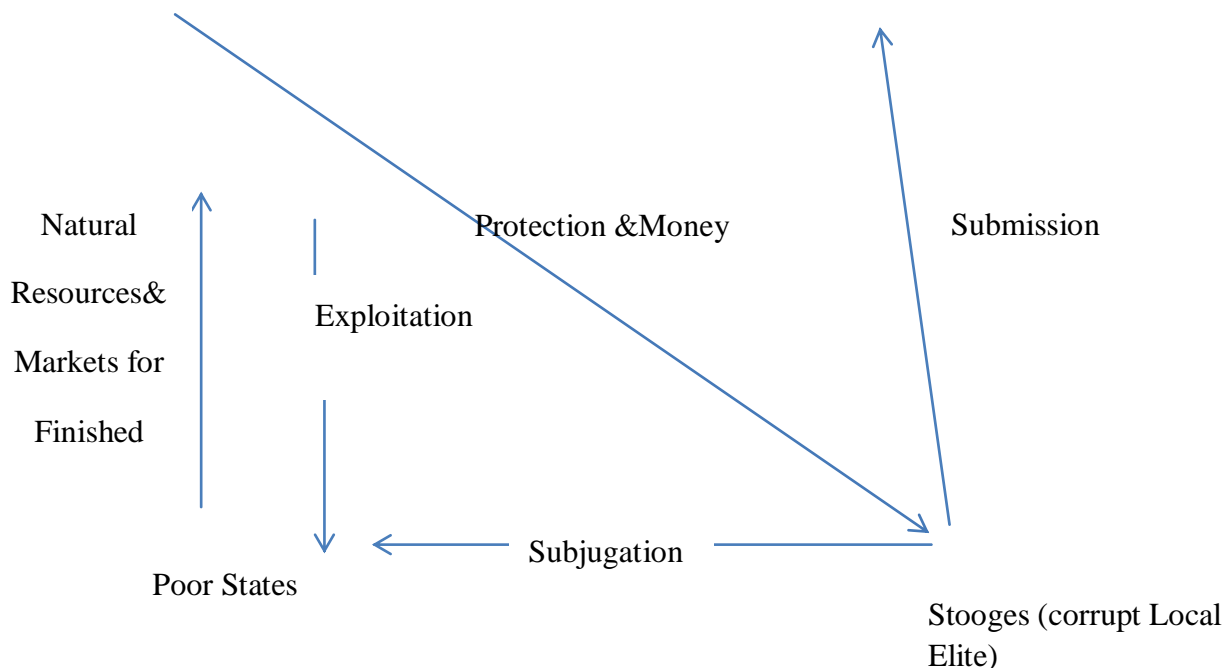 Natural
Resources&
Markets for
Finished
Exploitation
Protection &Money
Submission
Subjugation
Poor States
Stooges (corrupt Local
Elite)